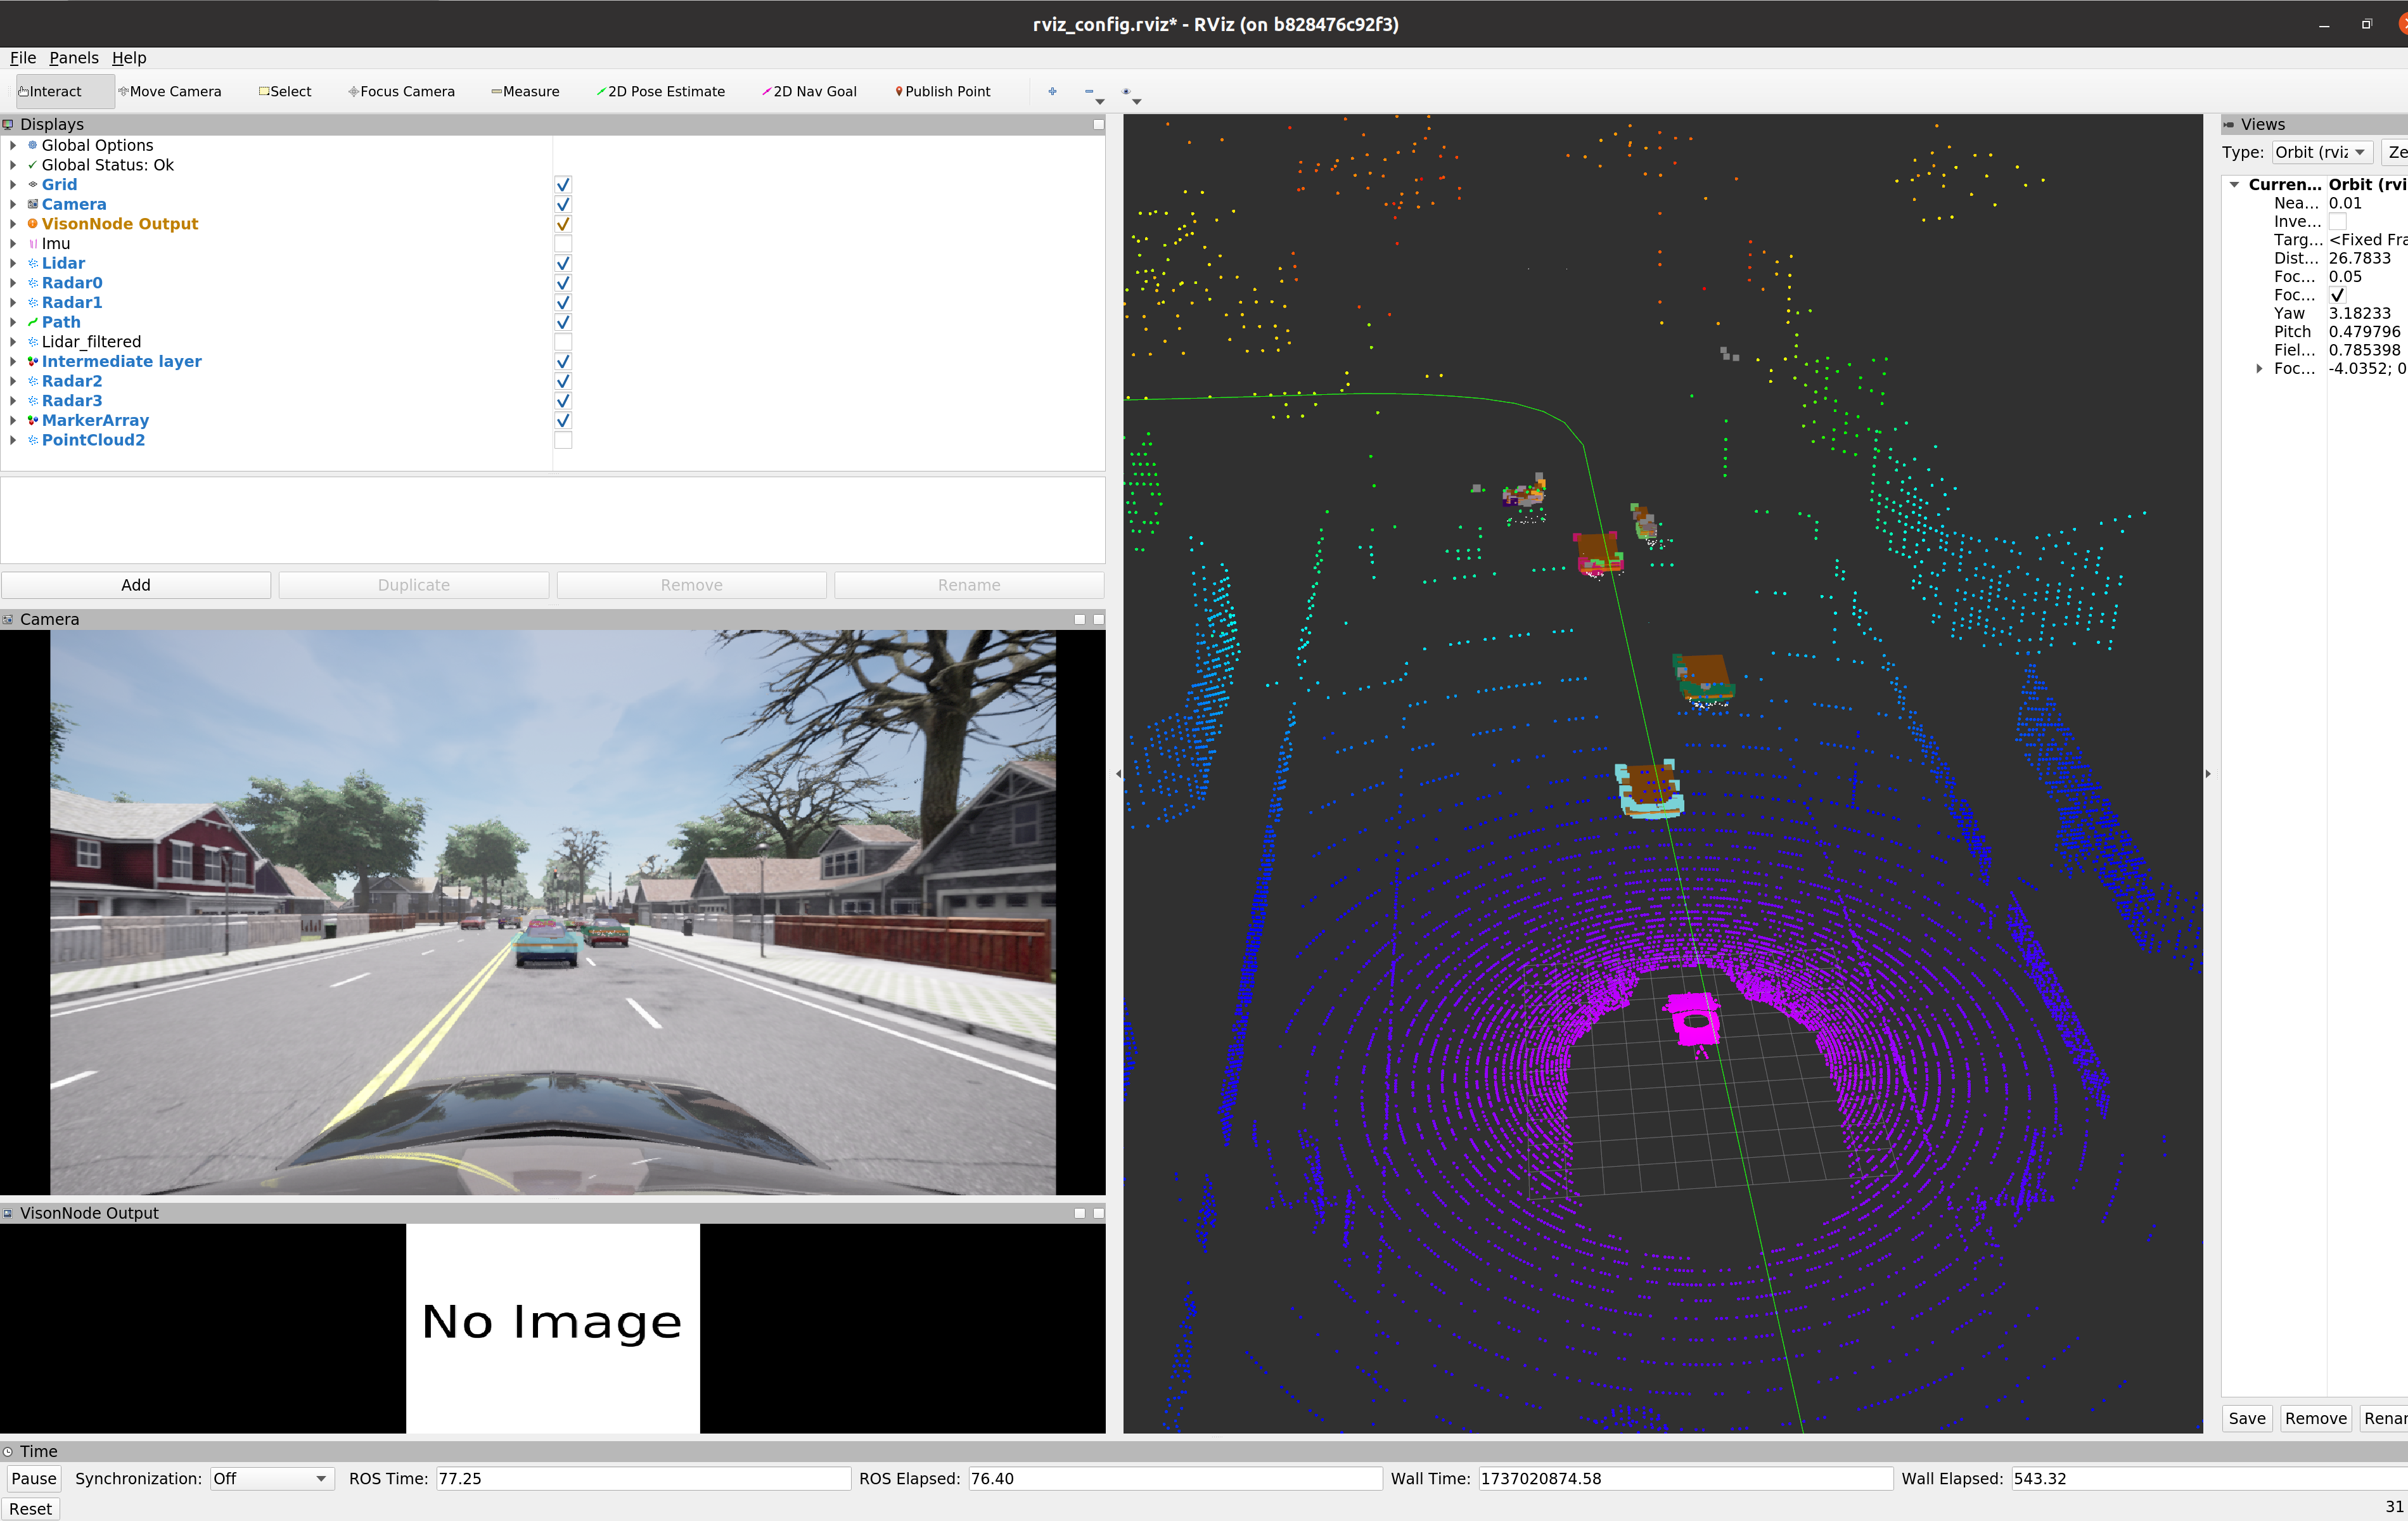 rviz_config.rviz* - RViz (on b828476c92f3)
File Panels Help
Interact Move Camera Select Focus Camera Measure 2D Pose Estimate 2D Nav Goal Publish Point
Displays
Global Options
Global Status: Ok
Grid
Camera
VisonNode Output
Imu
Lidar
Radar0
Radar1
Path
Lidar_filtered
Intermediate layer
Radar2
Radar3
MarkerArray
PointCloud2
Add Duplicate Remove Rename
Camera
VisonNode Output
No Image
Views
Type: Orbit (rviz Ze
Curren... Orbit (rvi
Nea... 0.01
Inve...
Targ... <Fixed Fra
Dist... 26.7833
Foc... 0.05
Foc...
Yaw 3.18233
Pitch 0.479796
Fiel... 0.785398
Foc... -4.0352; 0
Save Remove Renar
Time
Pause Synchronization: Off ROS Time: 77.25 ROS Elapsed: 76.40 Wall Time: 1737020874.58 Wall Elapsed: 543.32
Reset 31